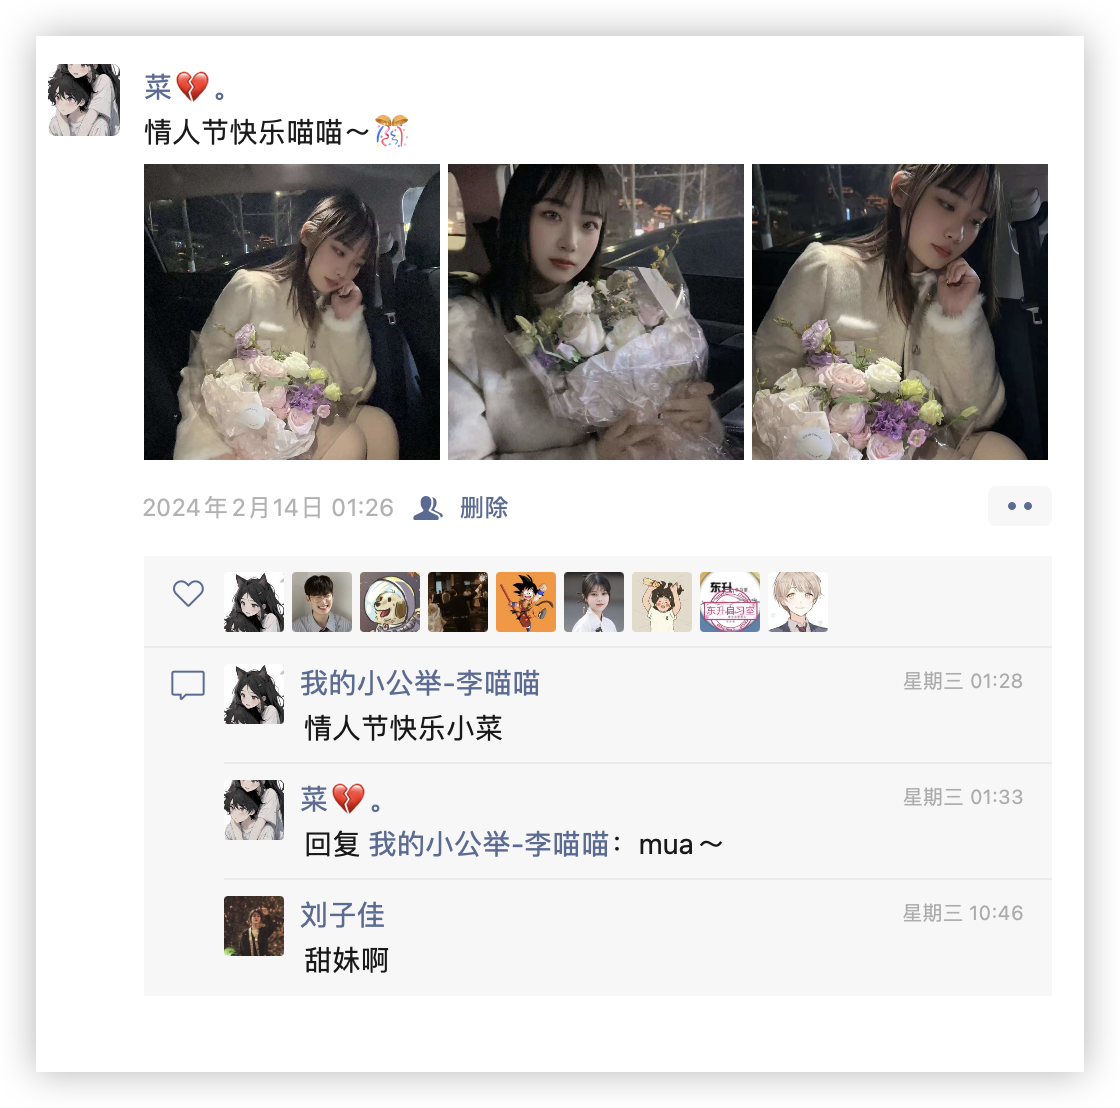 菜💔。
情人节快乐喵喵～🎊
2024年2月14日 01:26 删除
东升
东升自习室
我的小公举-李喵喵 星期三 01:28
情人节快乐小菜
菜💔。 星期三 01:33
回复 我的小公举-李喵喵：mua～
刘子佳 星期三 10:46
甜妹啊